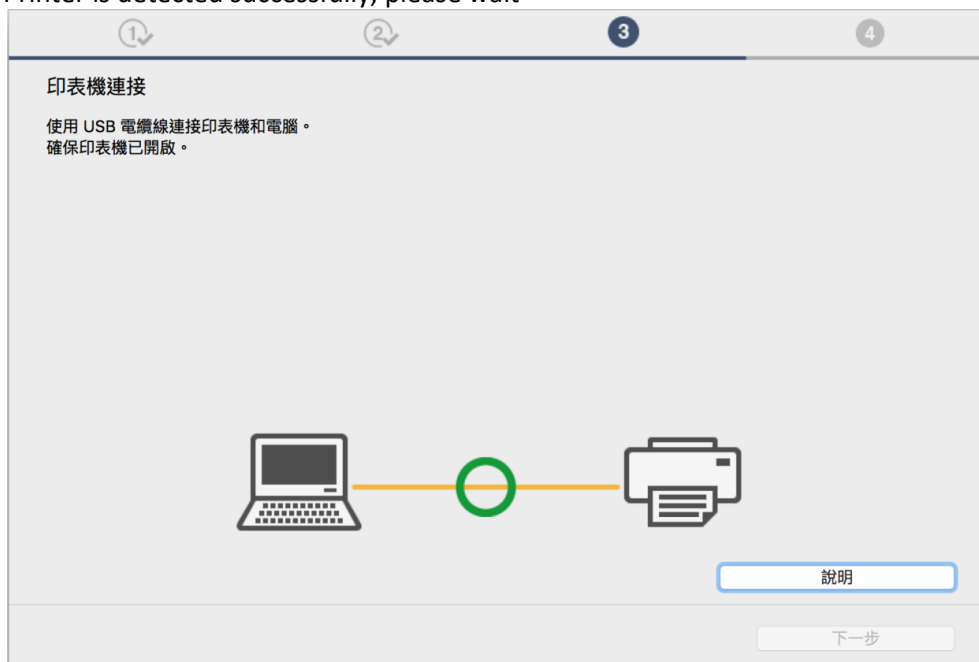 Printer is detected successfully, please wait
1 2 3 4
印表機連接
使用 USB 電纜線連接印表機和電腦。
確保印表機已開啟。
說明
下一步